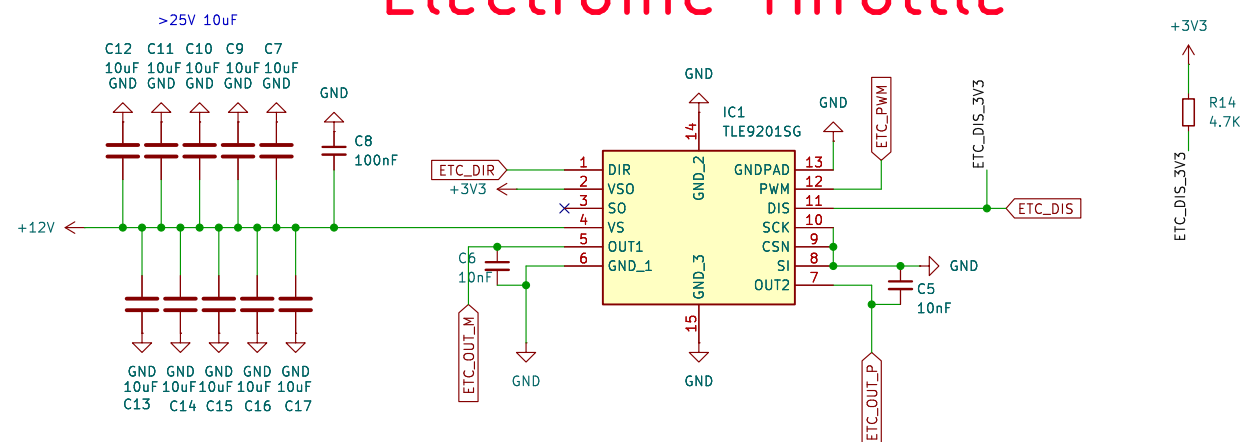 Electronic Throttle
>25V 10uF
C12 C11 C10 C9 C7
10uF 10uF 10uF 10uF 10uF
GND GND GND GND GND
GND
C8
100nF
+12V
GND GND GND GND GND
10uF 10uF 10uF 10uF 10uF
C13 C14 C15 C16 C17
ETC_DIR
+3V3
C6
10nF
ETC_OUT_M
GND
GND
14
IC1
TLE9201SG
1 DIR
2 VSO
3 SO
4 VS
5 OUT1
6 GND_1
GND_2
GND_3
GNDPAD 13
PWM 12
DIS 11
SCK 10
CSN 9
SI 8
OUT2 7
15
GND
GND
ETC_PWM
ETC_DIS_3V3
ETC_DIS
GND
C5
10nF
ETC_OUT_P
+3V3
R14
4.7K
ETC_DIS_3V3